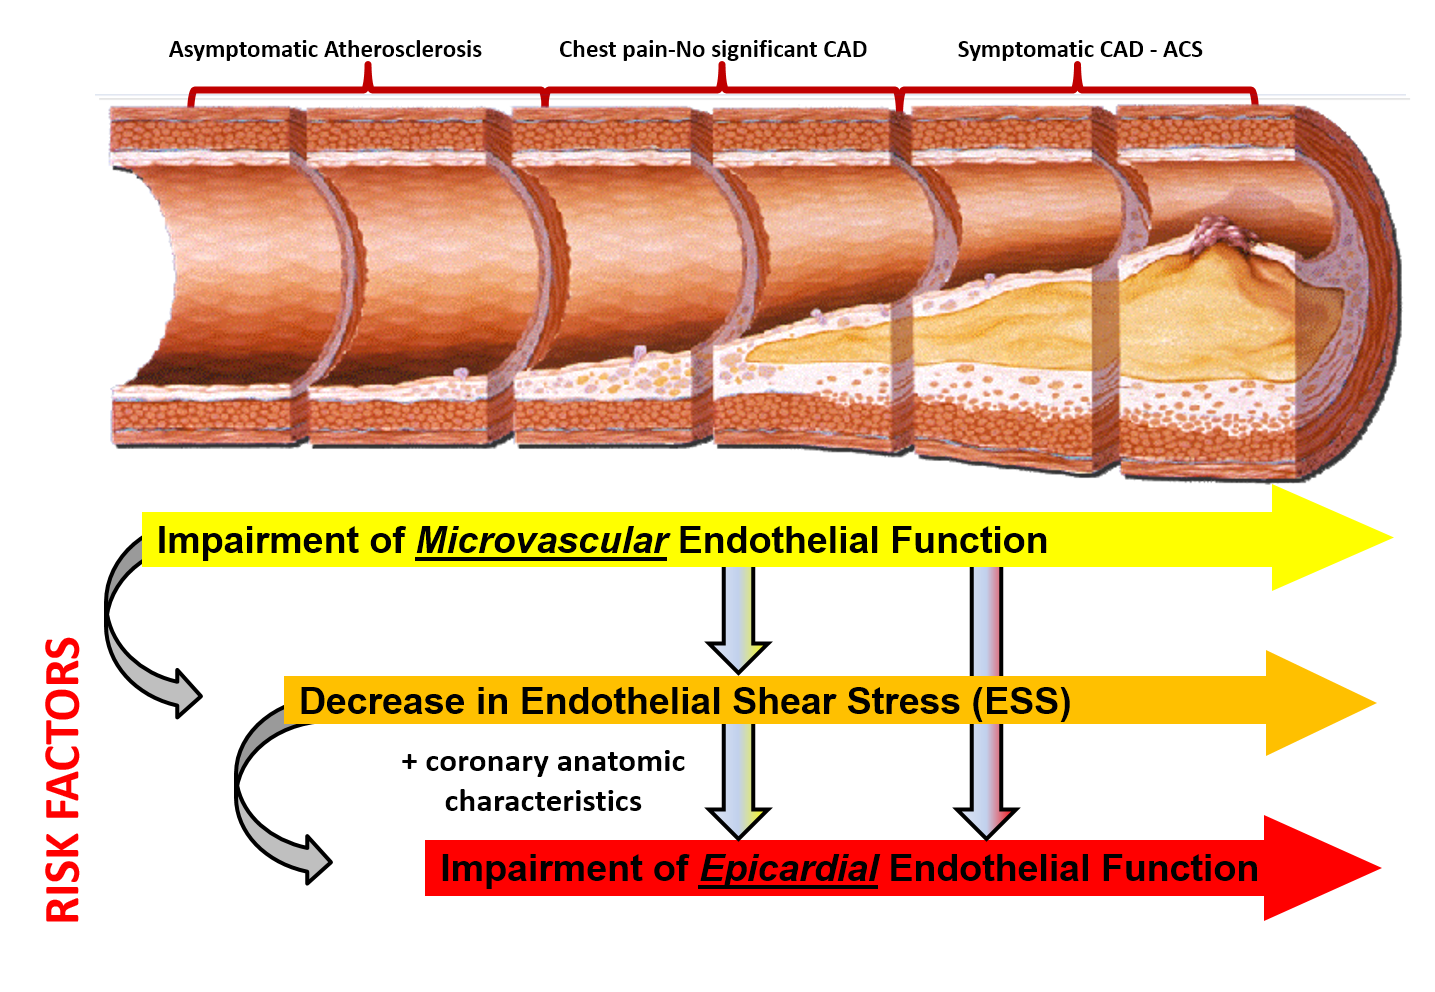 Asymptomatic Atherosclerosis
Chest pain-No significant CAD
Symptomatic CAD - ACS
Impairment of Microvascular Endothelial Function
RISK FACTORS
Decrease in Endothelial Shear Stress (ESS)
+ coronary anatomic
characteristics
Impairment of Epicardial Endothelial Function